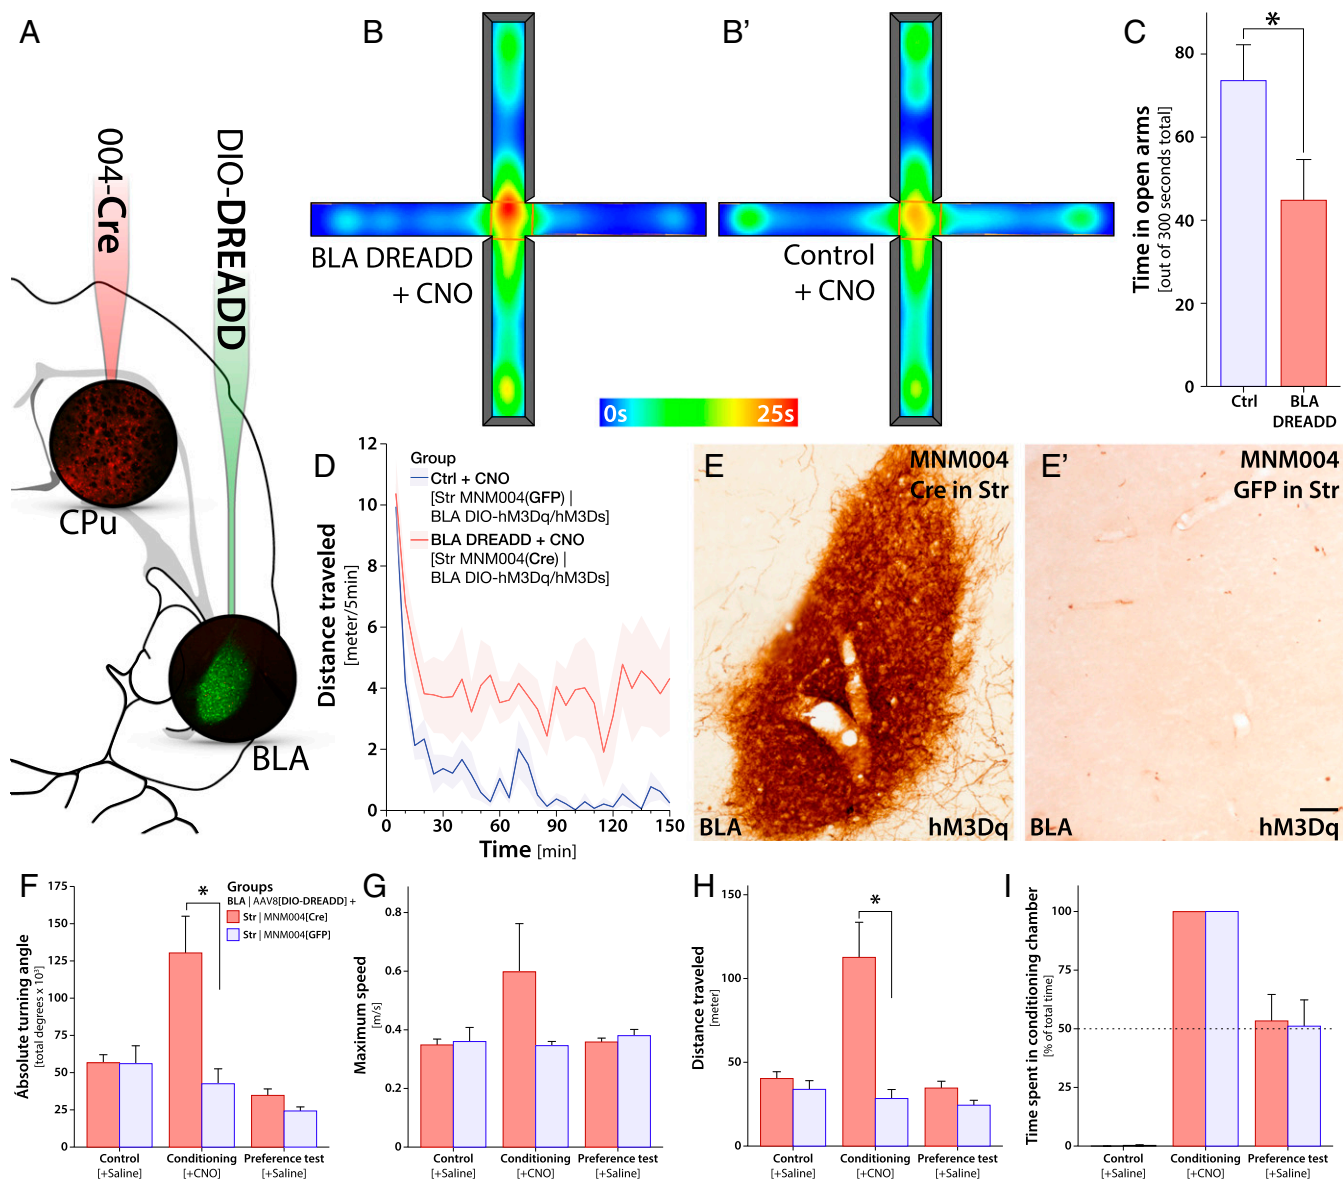 A
004-Cre
DIO-DREADD
CPu
BLA
B
BLA DREADD
+ CNO
B’
Control
+ CNO
0s
25s
C
*
Time in open arms
[out of 300 seconds total]
80
60
40
20
0
Ctrl
BLA
DREADD
D
Distance traveled
[meter/5min]
12
10
8
6
4
2
0
Group
Ctrl + CNO
[Str MNM004(GFP) |
BLA DIO-hM3Dq/hM3Ds]
BLA DREADD + CNO
[Str MNM004(Cre) |
BLA DIO-hM3Dq/hM3Ds]
0
30
60
90
120
150
Time [min]
E
MNM004
Cre in Str
BLA
hM3Dq
E’
MNM004
GFP in Str
BLA
hM3Dq
F
Ábsolute turning angle
[total degrees x 10³]
175
150
125
100
75
50
25
0
*
Groups
BLA | AAV8[DIO-DREADD] +
Str | MNM004[Cre]
Str | MNM004[GFP]
Control
[+Saline]
Conditioning
[+CNO]
Preference test
[+Saline]
G
Maximum speed
[m/s]
0.8
0.6
0.4
0.2
0
Control
[+Saline]
Conditioning
[+CNO]
Preference test
[+Saline]
H
Distance traveled
[meter]
150
100
50
0
*
Control
[+Saline]
Conditioning
[+CNO]
Preference test
[+Saline]
I
Time spent in conditioning chamber
[% of total time]
100
75
50
25
0
Control
[+Saline]
Conditioning
[+CNO]
Preference test
[+Saline]